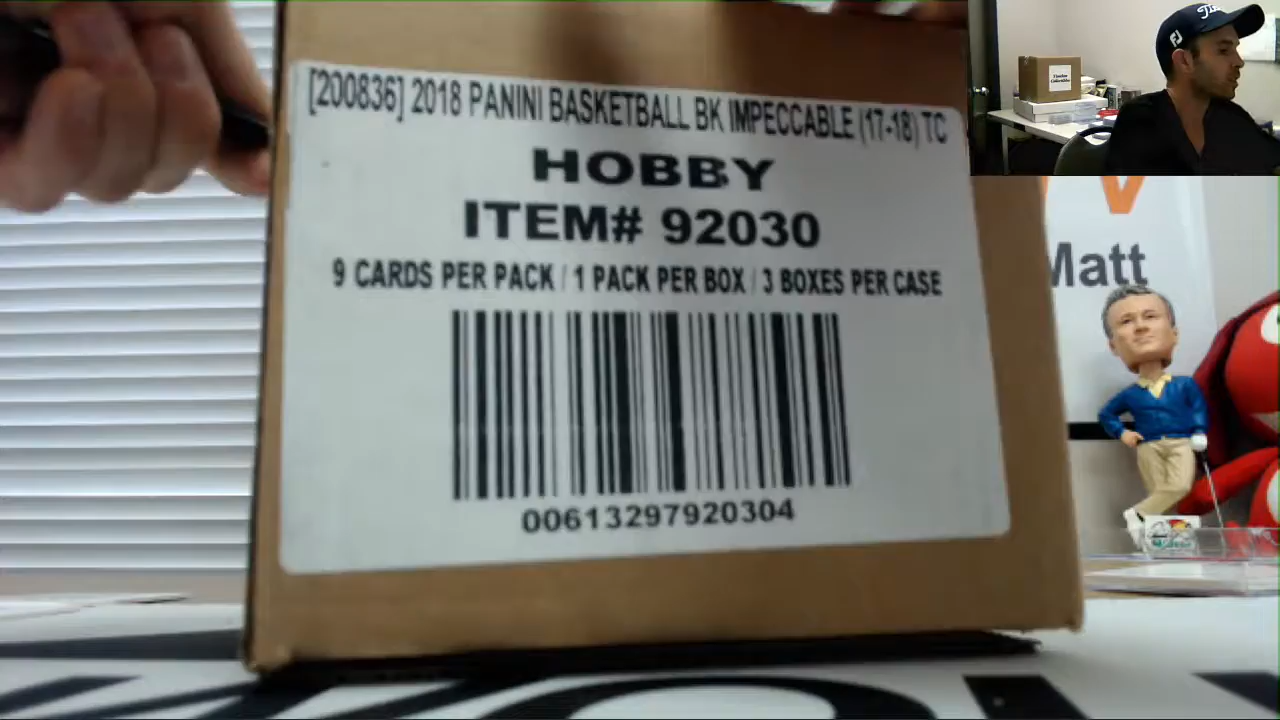 [200836] 2018 PANINI BASKETBALL BK IMPECCABLE (17-18) TC
HOBBY
ITEM# 92030
9 CARDS PER PACK / 1 PACK PER BOX / 3 BOXES PER CASE
00613297920304
Matt
FJ